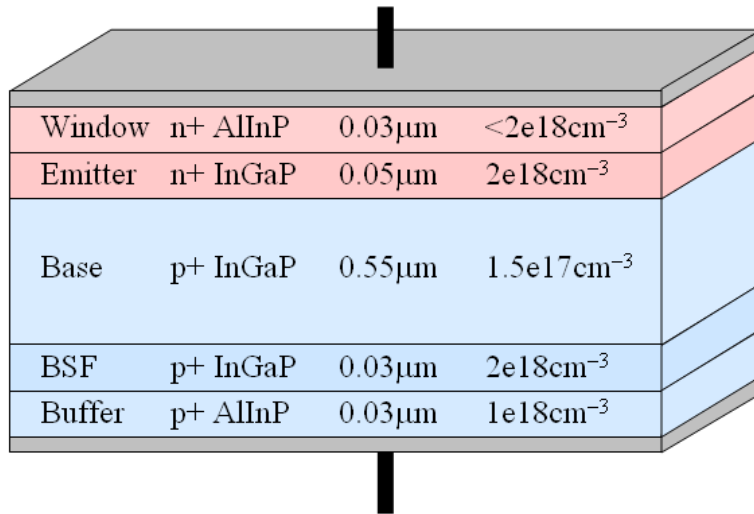 Window n+ AlInP 0.03μm <2e18cm⁻³
Emitter n+ InGaP 0.05μm 2e18cm⁻³
Base p+ InGaP 0.55μm 1.5e17cm⁻³
BSF p+ InGaP 0.03μm 2e18cm⁻³
Buffer p+ AlInP 0.03μm 1e18cm⁻³